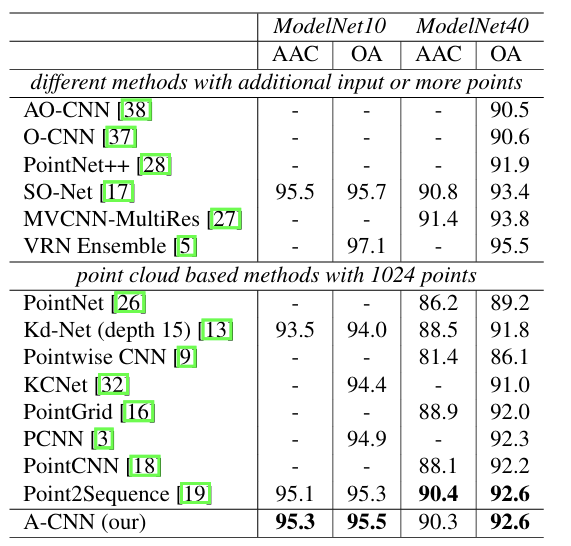 ModelNet10 ModelNet40
AAC OA AAC OA
different methods with additional input or more points
AO-CNN [38] - - - 90.5
O-CNN [37] - - - 90.6
PointNet++ [28] - - - 91.9
SO-Net [17] 95.5 95.7 90.8 93.4
MVCNN-MultiRes [27] - - 91.4 93.8
VRN Ensemble [5] - 97.1 - 95.5
point cloud based methods with 1024 points
PointNet [26] - - 86.2 89.2
Kd-Net (depth 15) [13] 93.5 94.0 88.5 91.8
Pointwise CNN [9] - - 81.4 86.1
KCNet [32] - 94.4 - 91.0
PointGrid [16] - - 88.9 92.0
PCNN [3] - 94.9 - 92.3
PointCNN [18] - - 88.1 92.2
Point2Sequence [19] 95.1 95.3 90.4 92.6
A-CNN (our) 95.3 95.5 90.3 92.6